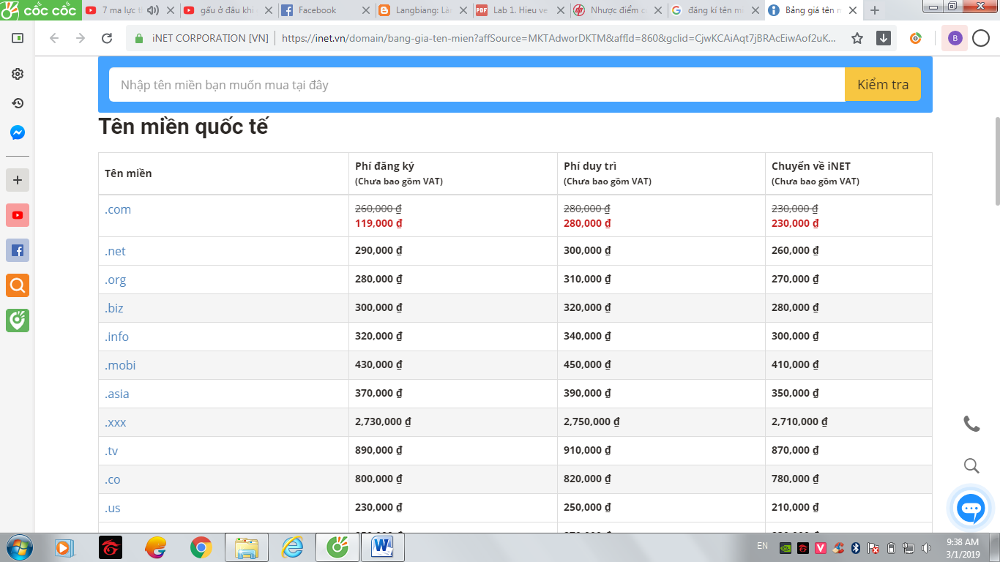 cốc cốc
7 ma lực t
gấu ở đâu khi
Facebook
Langbiang: Là
Lab 1. Hieu ve
Nhược điểm c
đăng kí tên m
Bảng giá tên n
iNET CORPORATION [VN]
https://inet.vn/domain/bang-gia-ten-mien?affSource=MKTAdworDKTM&affId=860&gclid=CjwKCAiAqt7jBRAcEiwAof2uK...
B
Nhập tên miền bạn muốn mua tại đây
Kiểm tra
Tên miền quốc tế
Tên miền Phí đăng ký (Chưa bao gồm VAT) Phí duy trì (Chưa bao gồm VAT) Chuyển về iNET (Chưa bao gồm VAT)
.com 260,000 ₫ 280,000 ₫ 230,000 ₫
119,000 ₫ 280,000 ₫ 230,000 ₫
.net 290,000 ₫ 300,000 ₫ 260,000 ₫
.org 280,000 ₫ 310,000 ₫ 270,000 ₫
.biz 300,000 ₫ 320,000 ₫ 280,000 ₫
.info 320,000 ₫ 340,000 ₫ 300,000 ₫
.mobi 430,000 ₫ 450,000 ₫ 410,000 ₫
.asia 370,000 ₫ 390,000 ₫ 350,000 ₫
.xxx 2,730,000 ₫ 2,750,000 ₫ 2,710,000 ₫
.tv 890,000 ₫ 910,000 ₫ 870,000 ₫
.co 800,000 ₫ 820,000 ₫ 780,000 ₫
.us 230,000 ₫ 250,000 ₫ 210,000 ₫
EN
9:38 AM
3/1/2019